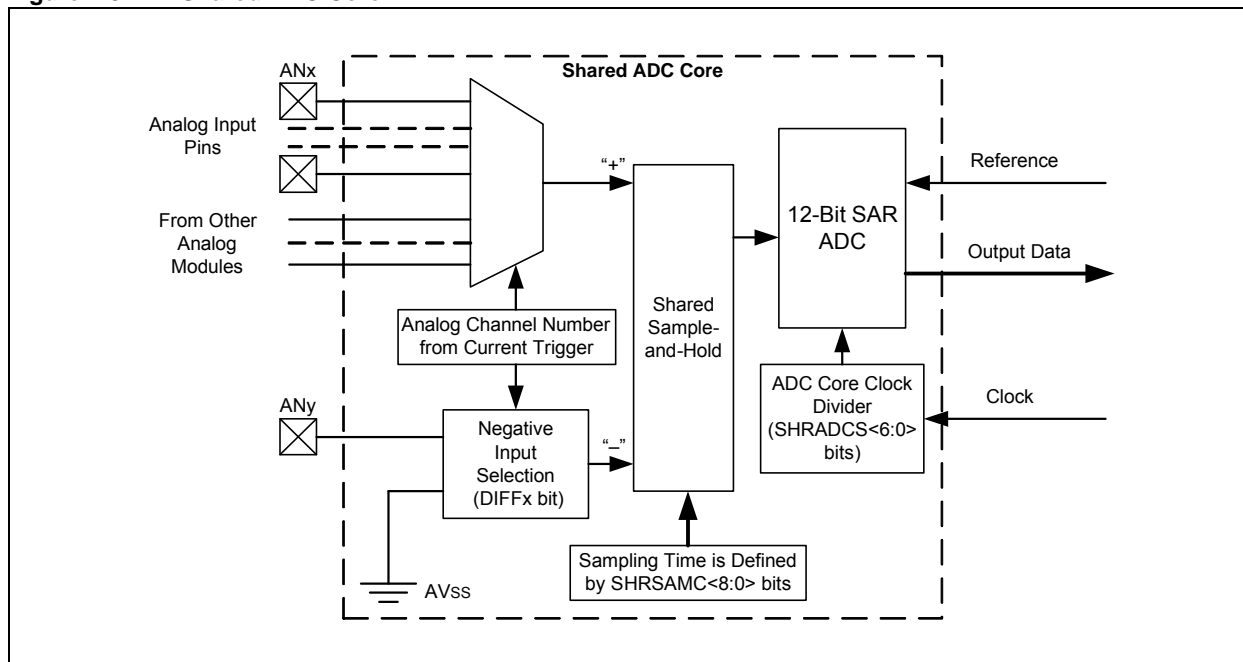 Shared ADC Core
ANx
Analog Input
Pins
From Other
Analog
Modules
"+"
Analog Channel Number
from Current Trigger
ANy
Negative
Input
Selection
(DIFFx bit)
"–"
AVSS
Shared
Sample-
and-Hold
Sampling Time is Defined
by SHRSAMC<8:0> bits
12-Bit SAR
ADC
ADC Core Clock
Divider
(SHRADCS<6:0>
bits)
Reference
Output Data
Clock